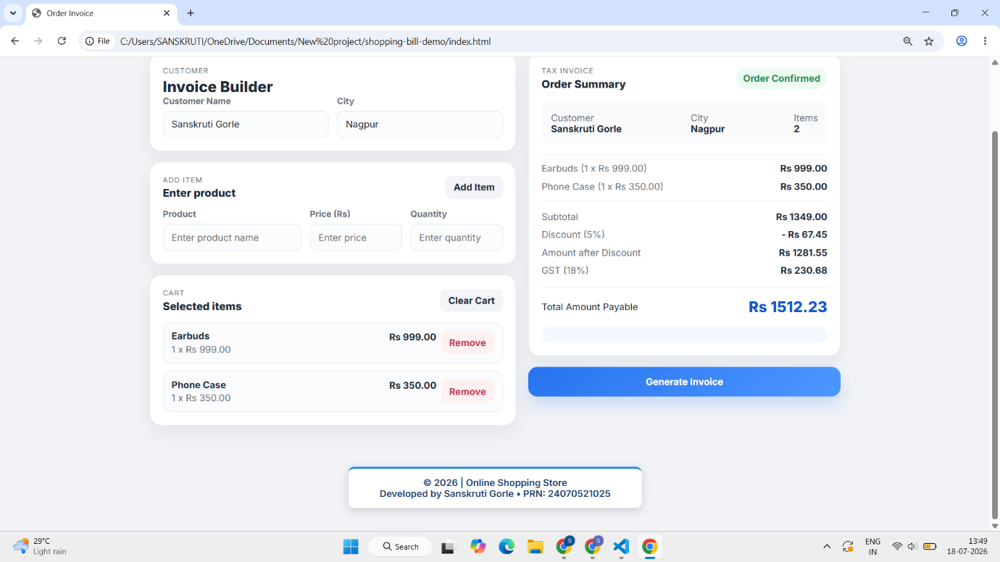 Order Invoice
File
C:/Users/SANSKRUTI/OneDrive/Documents/New%20project/shopping-bill-demo/index.html
CUSTOMER
Invoice Builder
Customer Name
City
Sanskruti Gorle
Nagpur
ADD ITEM
Enter product
Add Item
Product
Price (Rs)
Quantity
Enter product name
Enter price
Enter quantity
CART
Selected items
Clear Cart
Earbuds
1 x Rs 999.00
Rs 999.00
Remove
Phone Case
1 x Rs 350.00
Rs 350.00
Remove
TAX INVOICE
Order Summary
Order Confirmed
Customer
Sanskruti Gorle
City
Nagpur
Items
2
Earbuds (1 x Rs 999.00) Rs 999.00
Phone Case (1 x Rs 350.00) Rs 350.00
Subtotal Rs 1349.00
Discount (5%) - Rs 67.45
Amount after Discount Rs 1281.55
GST (18%) Rs 230.68
Total Amount Payable Rs 1512.23
Generate Invoice
© 2026 | Online Shopping Store
Developed by Sanskruti Gorle • PRN: 24070521025
29°C
Light rain
Search
S
S
ENG
IN
13:49
18-07-2026